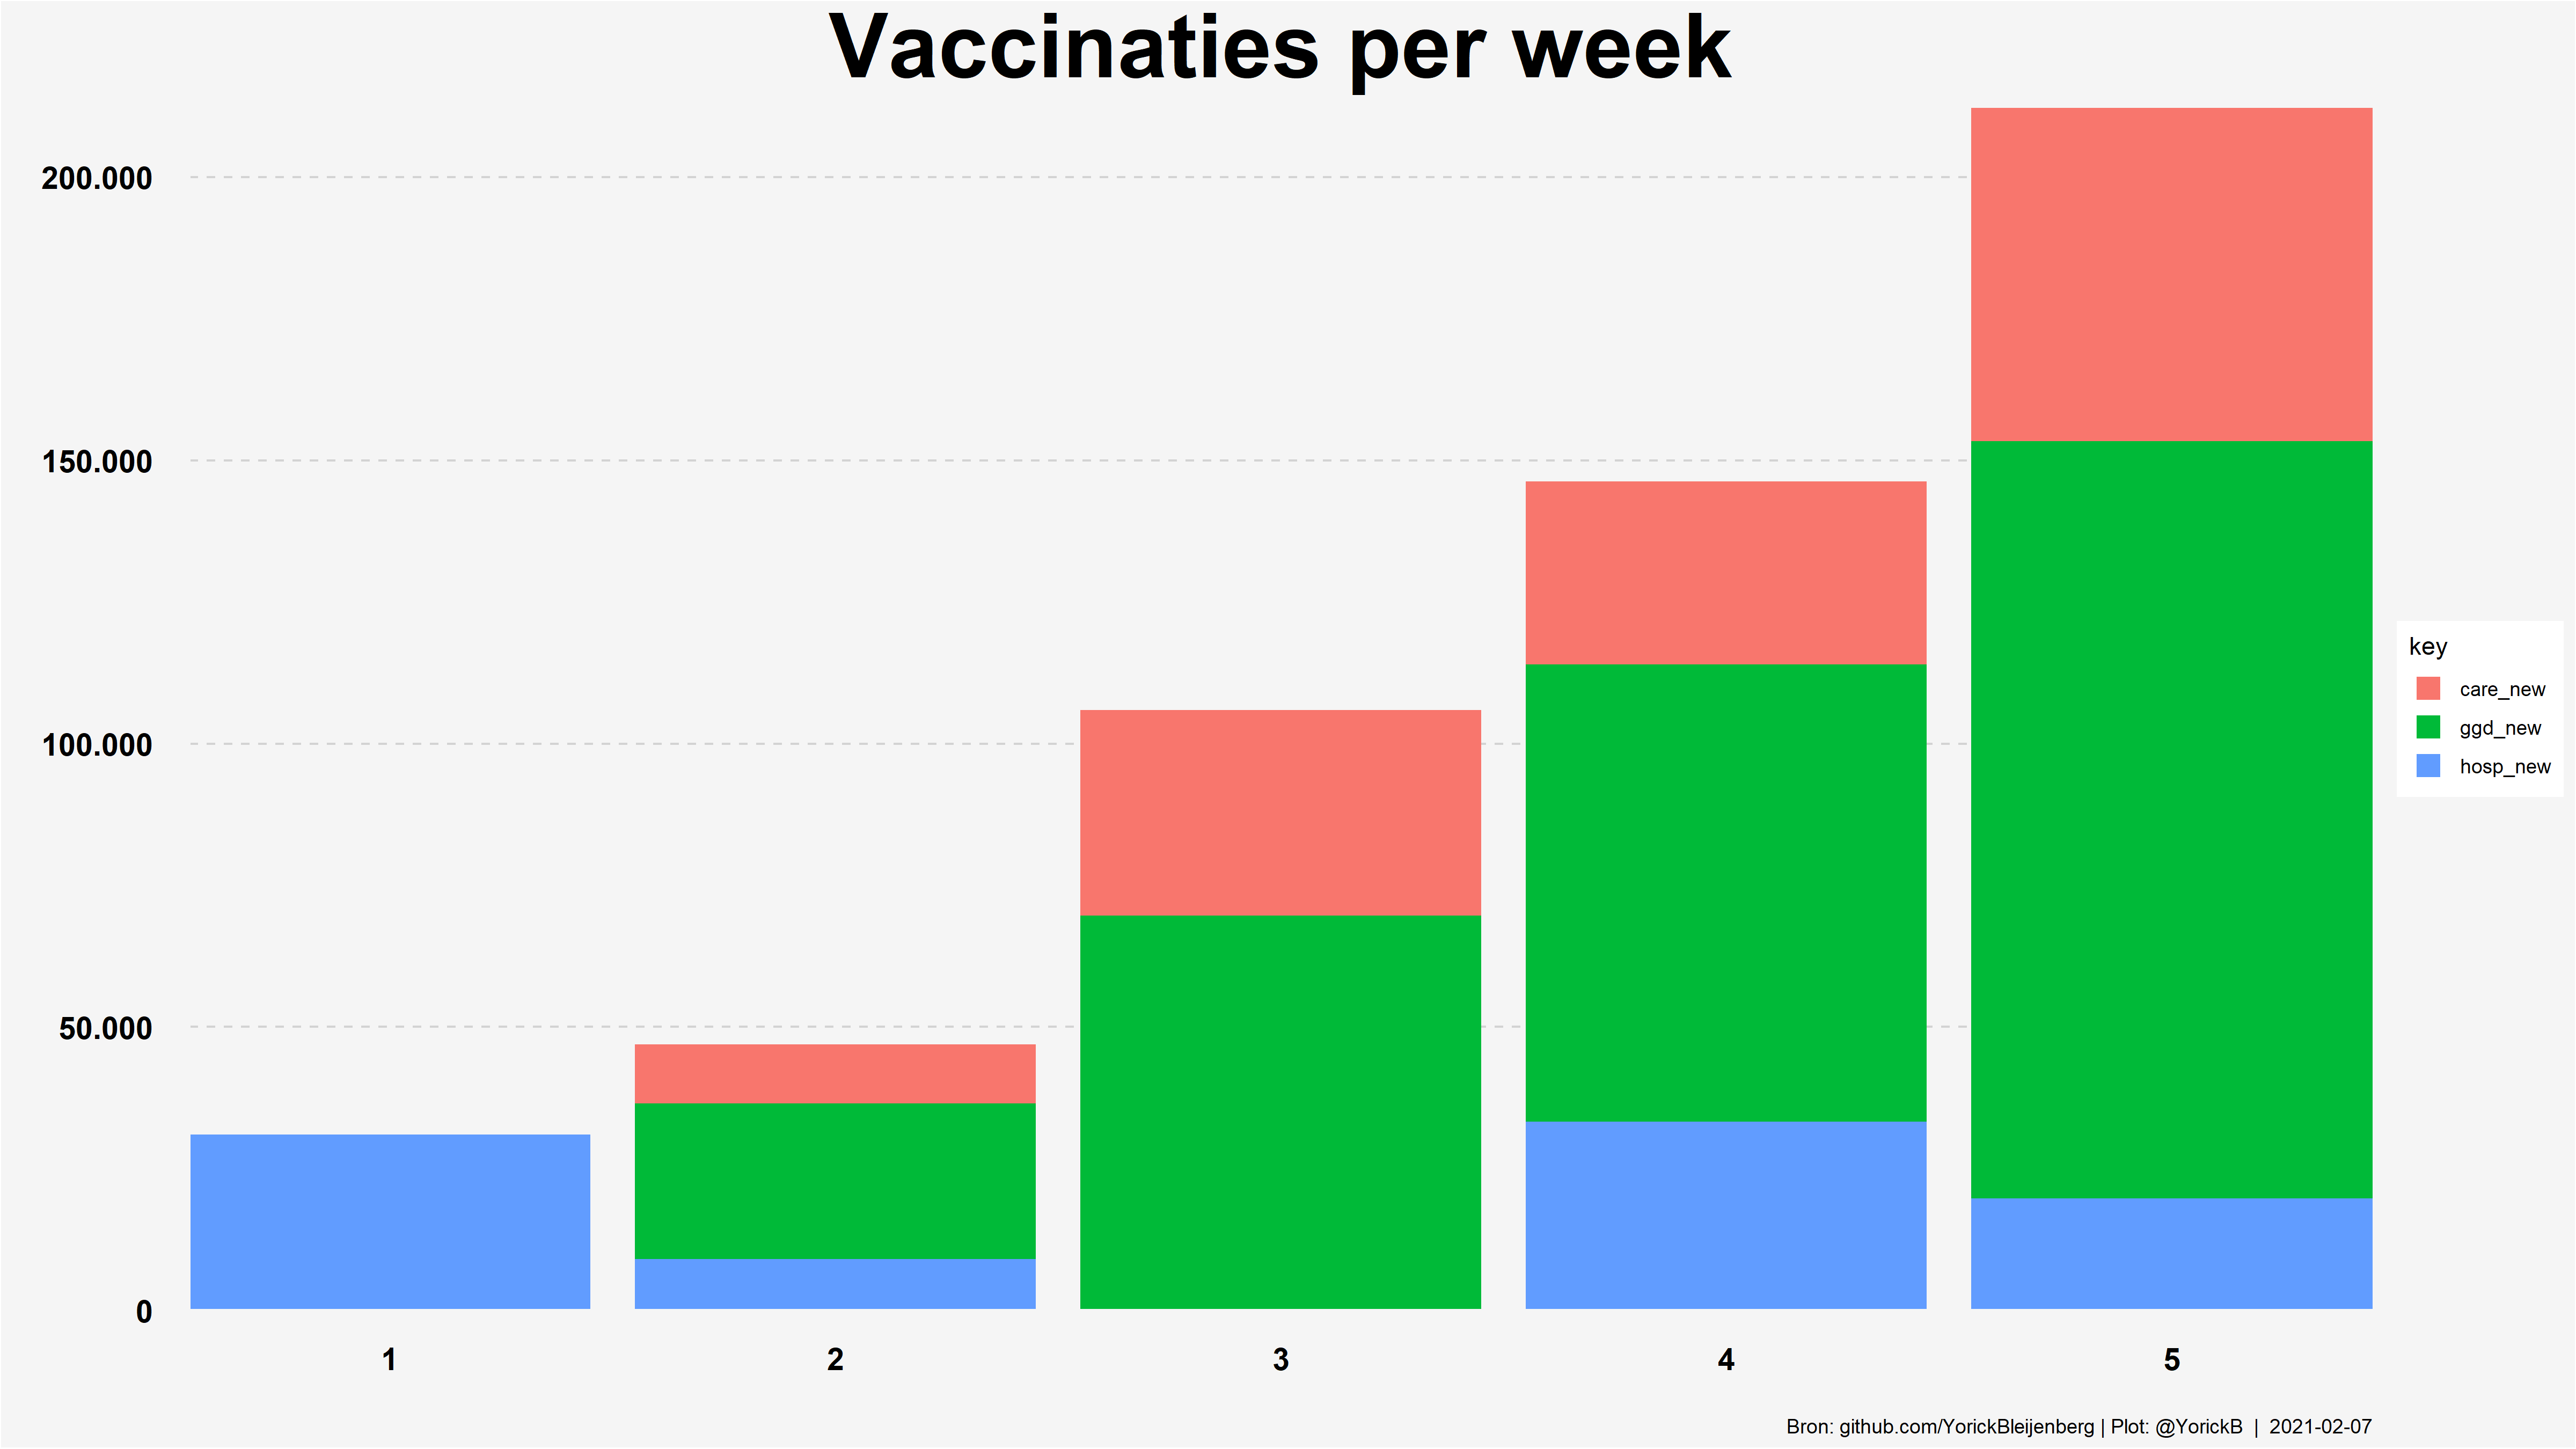 Vaccinaties per week
200.000
150.000
100.000
50.000
0
1 2 3 4 5
key
care_new
ggd_new
hosp_new
Bron: github.com/YorickBleijenberg | Plot: @YorickB | 2021-02-07